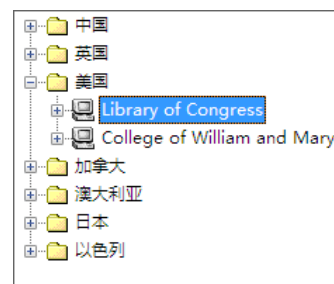 中国
英国
美国
Library of Congress
College of William and Mary
加拿大
澳大利亚
日本
以色列